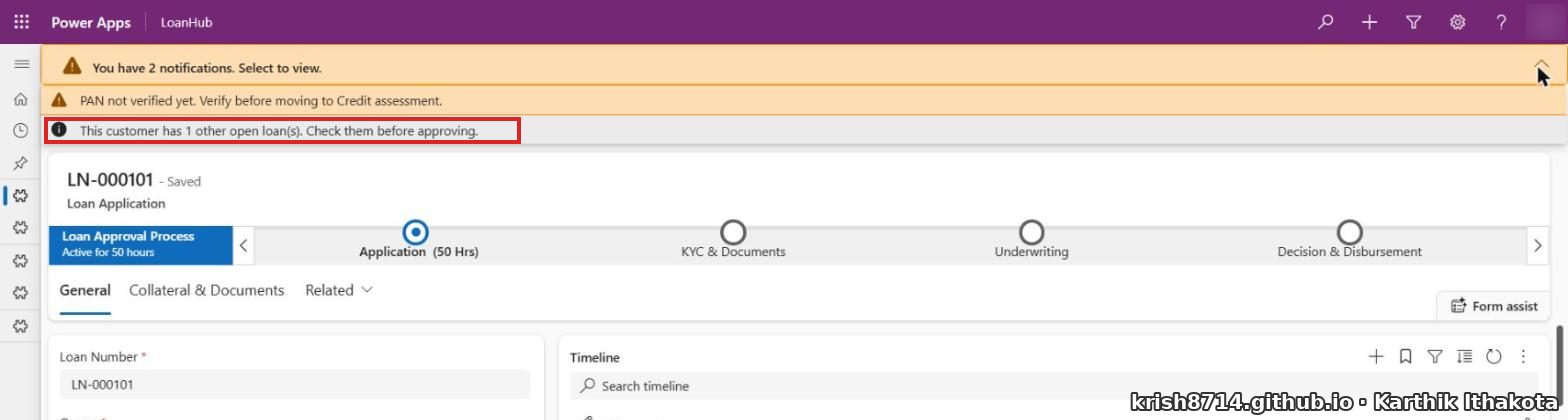 Power Apps LoanHub
You have 2 notifications. Select to view.
PAN not verified yet. Verify before moving to Credit assessment.
This customer has 1 other open loan(s). Check them before approving.
LN-000101 - Saved
Loan Application
Loan Approval Process
Active for 50 hours
Application (50 Hrs)
KYC & Documents
Underwriting
Decision & Disbursement
General Collateral & Documents Related
Form assist
Loan Number *
LN-000101
Timeline
Search timeline
krish8714.github.io · Karthik Ithakota